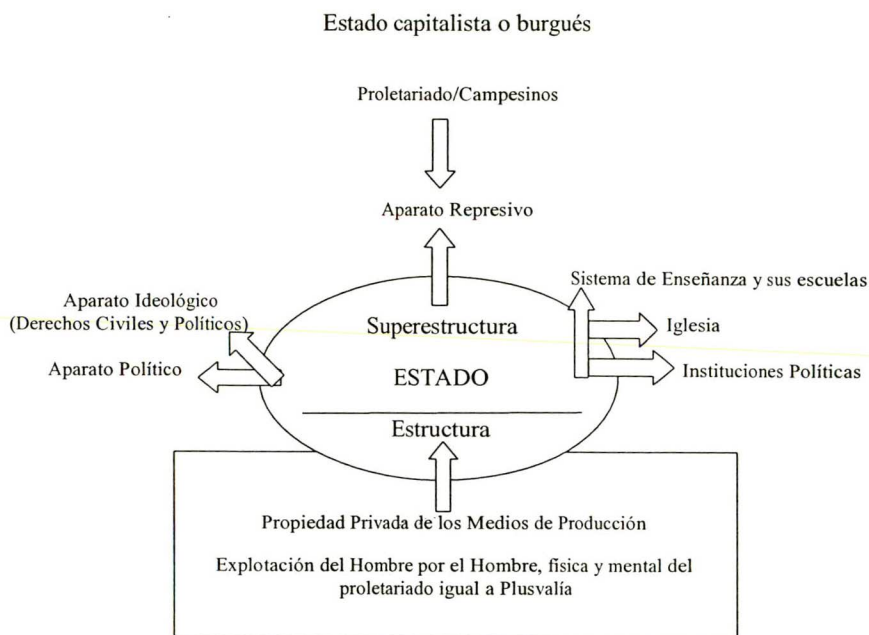 Estado capitalista o burgués
Proletariado/Campesinos
Aparato Represivo
Sistema de Enseñanza y sus escuelas
Aparato Ideológico
(Derechos Civiles y Políticos)
Superestructura
Iglesia
Aparato Político
ESTADO
Instituciones Políticas
Estructura
Propiedad Privada de los Medios de Producción
Explotación del Hombre por el Hombre, física y mental del
proletariado igual a Plusvalía